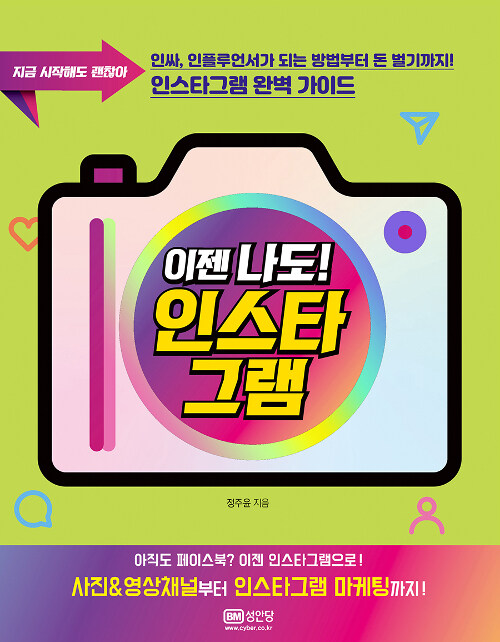 지금 시작해도 괜찮아
인싸, 인플루언서가 되는 방법부터 돈 벌기까지!
인스타그램 완벽 가이드
이젠 나도!
인스타
그램
정주윤 지음
아직도 페이스북? 이젠 인스타그램으로!
사진&영상채널부터 인스타그램 마케팅까지!
BM 성안당
www.cyber.co.kr